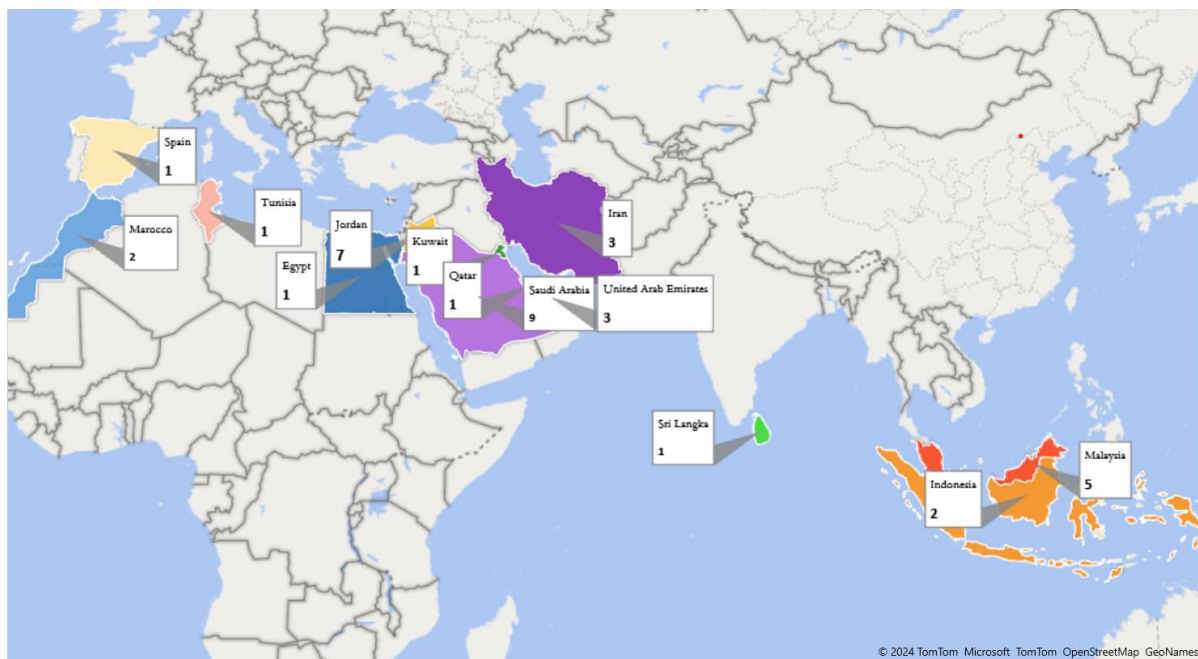 Spain
1
Marocco
2
Tunisia
1
Jordan
7
Egypt
1
Kuwait
1
Qatar
1
Saudi Arabia
9
United Arab Emirates
3
Iran
3
Sri Langka
1
Indonesia
2
Malaysia
5
© 2024 TomTom Microsoft TomTom OpenStreetMap GeoNames